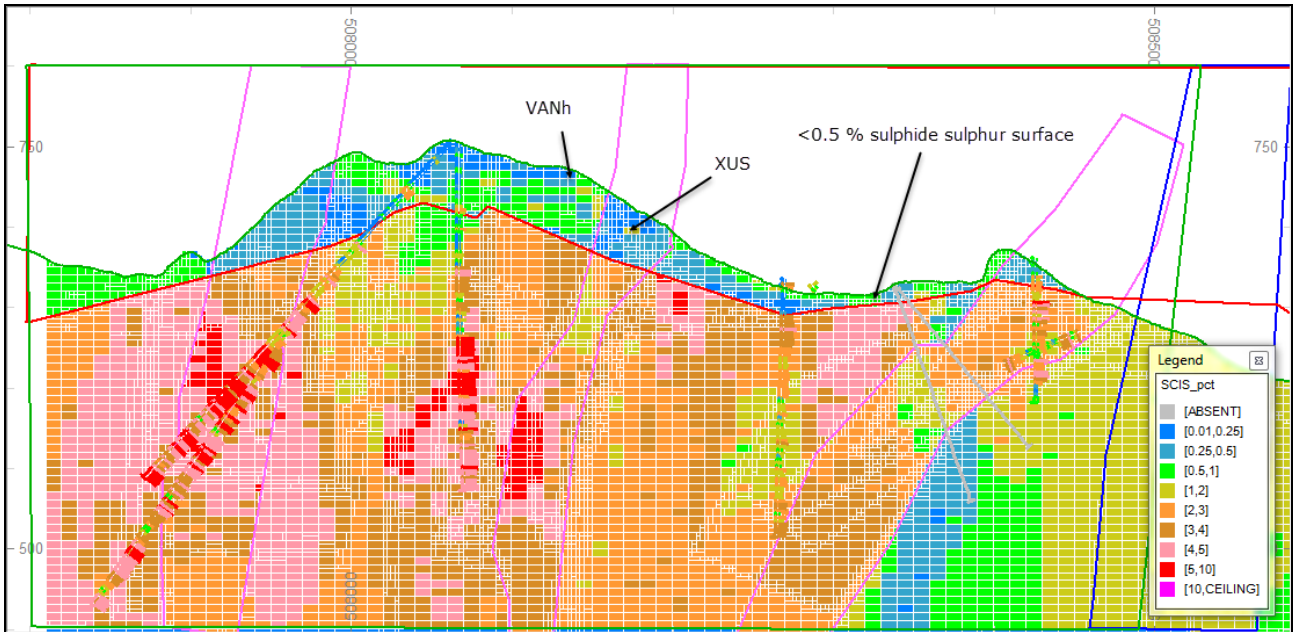 508000
508500
750
750
VANh
<0.5 % sulphide sulphur surface
XUS
500
508000
Legend
SCIS_pct
[ABSENT]
[0.01,0.25]
[0.25,0.5]
[0.5,1]
[1,2]
[2,3]
[3,4]
[4,5]
[5,10]
[10,CEILING]